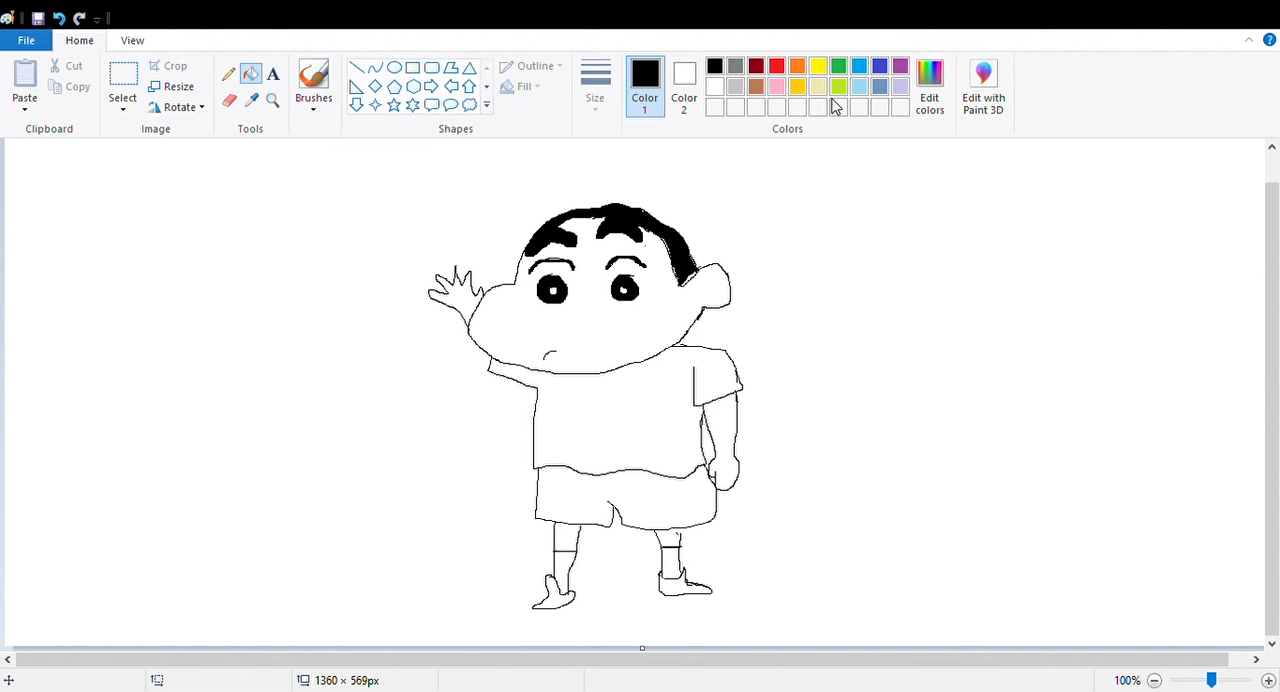 File Home View
Paste
Cut
Copy
Clipboard
Select
Crop
Resize
Rotate
Image
A
Tools
Brushes
Shapes
Outline
Fill
Size
Color
1
Color
2
Colors
Edit
colors
Edit with
Paint 3D
?
1360 × 569px
100%